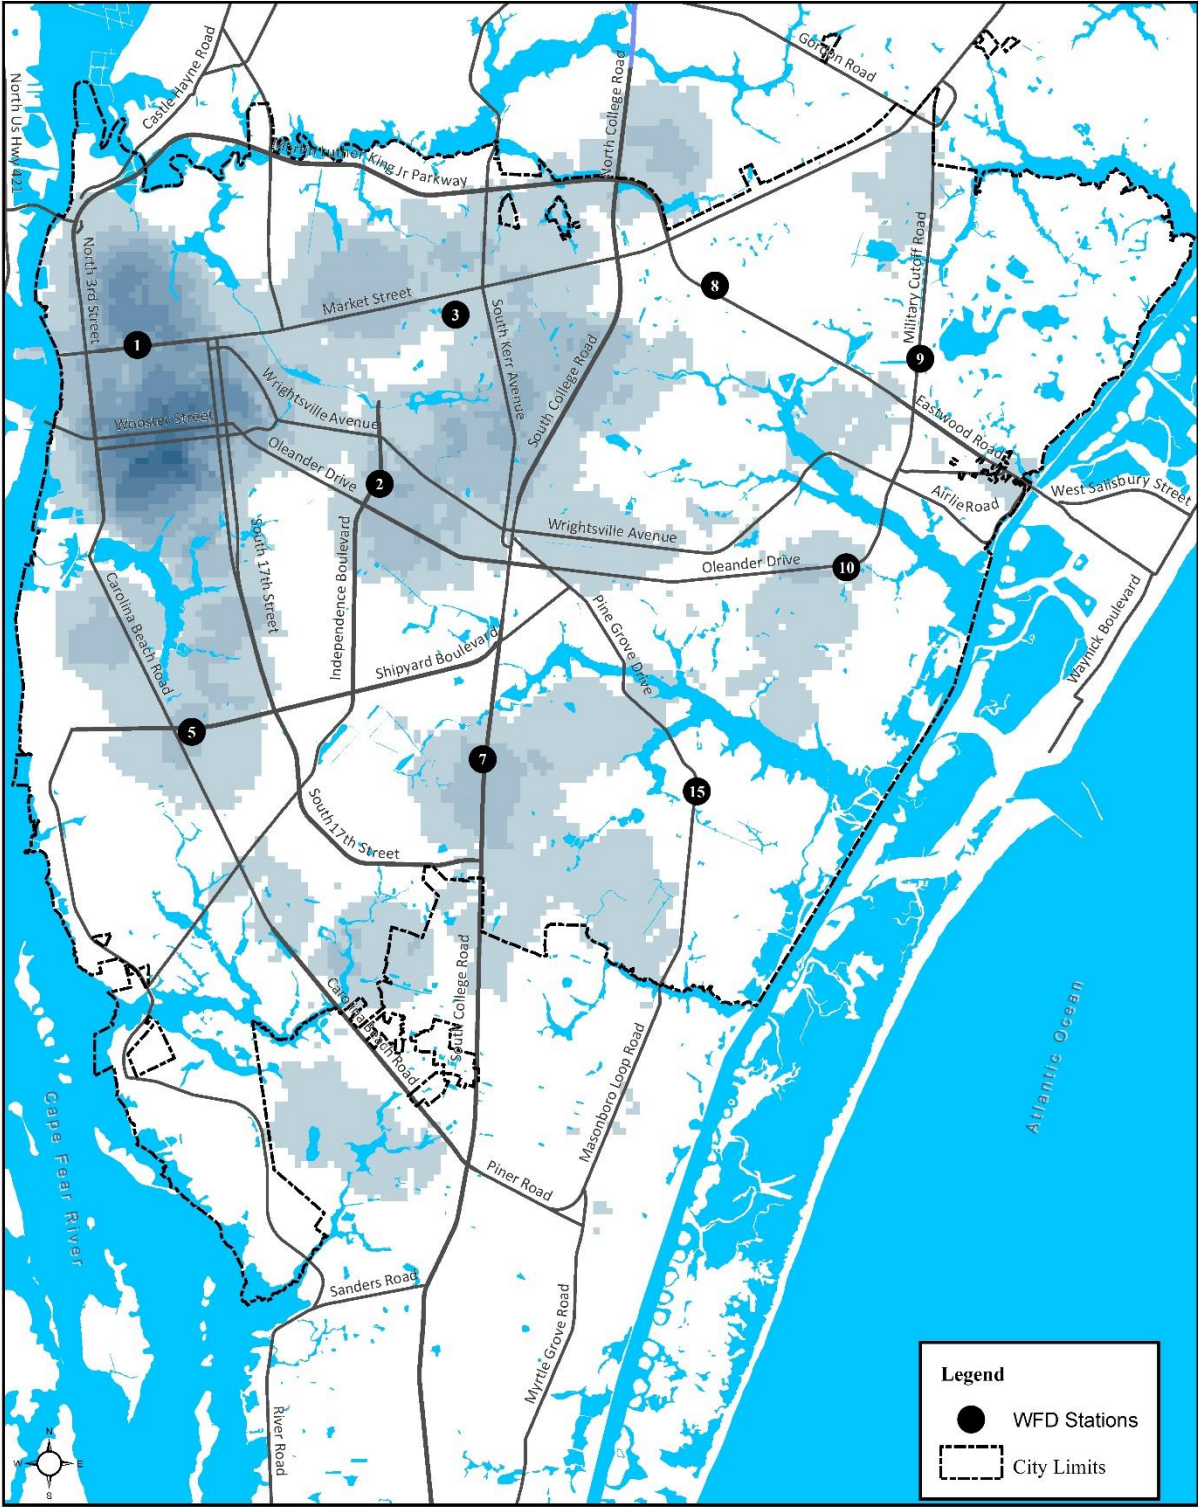 Gordon Road
Castle Hayne Road
North Us Hwy 421
North College Road
Martin Luther King Jr Parkway
North 3rd Street
Military Cutoff Road
8
Market Street
3
South Kerr Avenue
1
9
South College Road
Wrightsville Avenue
Wooster Street
Eastwood Road
Oleander Drive
2
West Salisbury Street
Airlie Road
South 17th Street
Independence Boulevard
Wrightsville Avenue
Oleander Drive
10
Carolina Beach Road
Pine Grove Drive
Waynick Boulevard
Shipyard Boulevard
5
7
15
South 17th Street
South College Road
Carolina Beach Road
Masonboro Loop Road
Atlantic Ocean
Cape Fear River
Piner Road
Sanders Road
Myrtle Grove Road
River Road
N
W
E
S
Legend
WFD Stations
City Limits